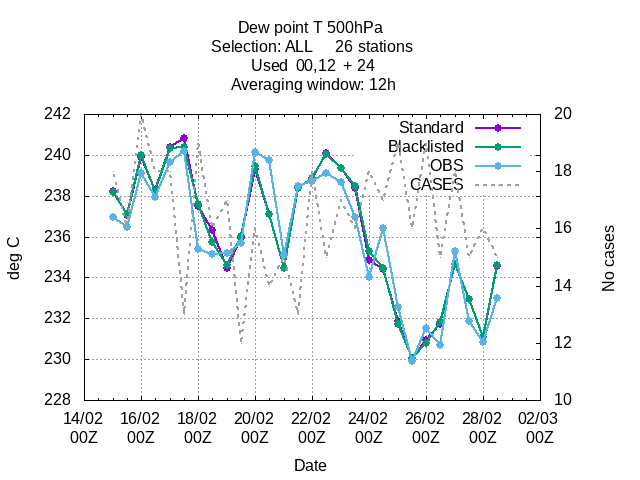 Dew point T 500hPa
Selection: ALL 26 stations
Used 00,12 + 24
Averaging window: 12h
242
240
238
236
234
232
230
228
deg C
20
18
16
14
12
10
No cases
Standard
Blacklisted
OBS
CASES
14/02 16/02 18/02 20/02 22/02 24/02 26/02 28/02 02/03
00Z 00Z 00Z 00Z 00Z 00Z 00Z 00Z 00Z
Date